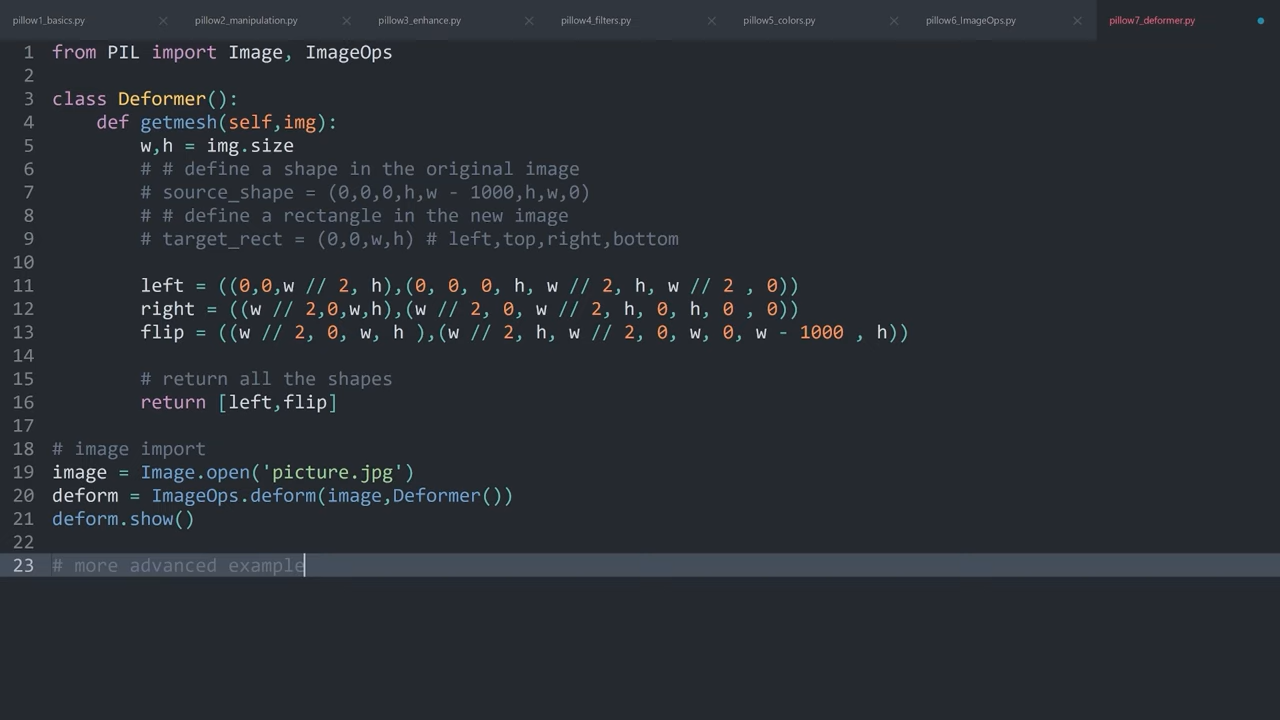 pillow1_basics.py pillow2_manipulation.py pillow3_enhance.py pillow4_filters.py pillow5_colors.py pillow6_ImageOps.py pillow7_deformer.py
1 from PIL import Image, ImageOps
2
3 class Deformer():
4     def getmesh(self,img):
5         w,h = img.size
6         # # define a shape in the original image
7         # source_shape = (0,0,0,h,w - 1000,h,w,0)
8         # # define a rectangle in the new image
9         # target_rect = (0,0,w,h) # left,top,right,bottom
10
11         left = ((0,0,w // 2, h),(0, 0, 0, h, w // 2, h, w // 2 , 0))
12         right = ((w // 2,0,w,h),(w // 2, 0, w // 2, h, 0, h, 0 , 0))
13         flip = ((w // 2, 0, w, h ),(w // 2, h, w // 2, 0, w, 0, w - 1000 , h))
14
15         # return all the shapes
16         return [left,flip]
17
18 # image import
19 image = Image.open('picture.jpg')
20 deform = ImageOps.deform(image,Deformer())
21 deform.show()
22
23 # more advanced example